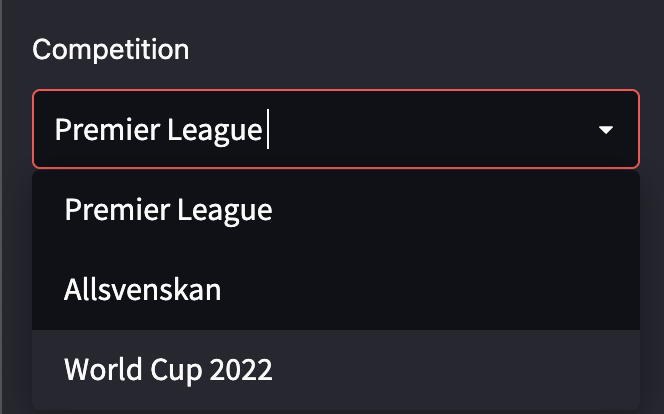 Competition
Premier League
Premier League
Allsvenskan
World Cup 2022